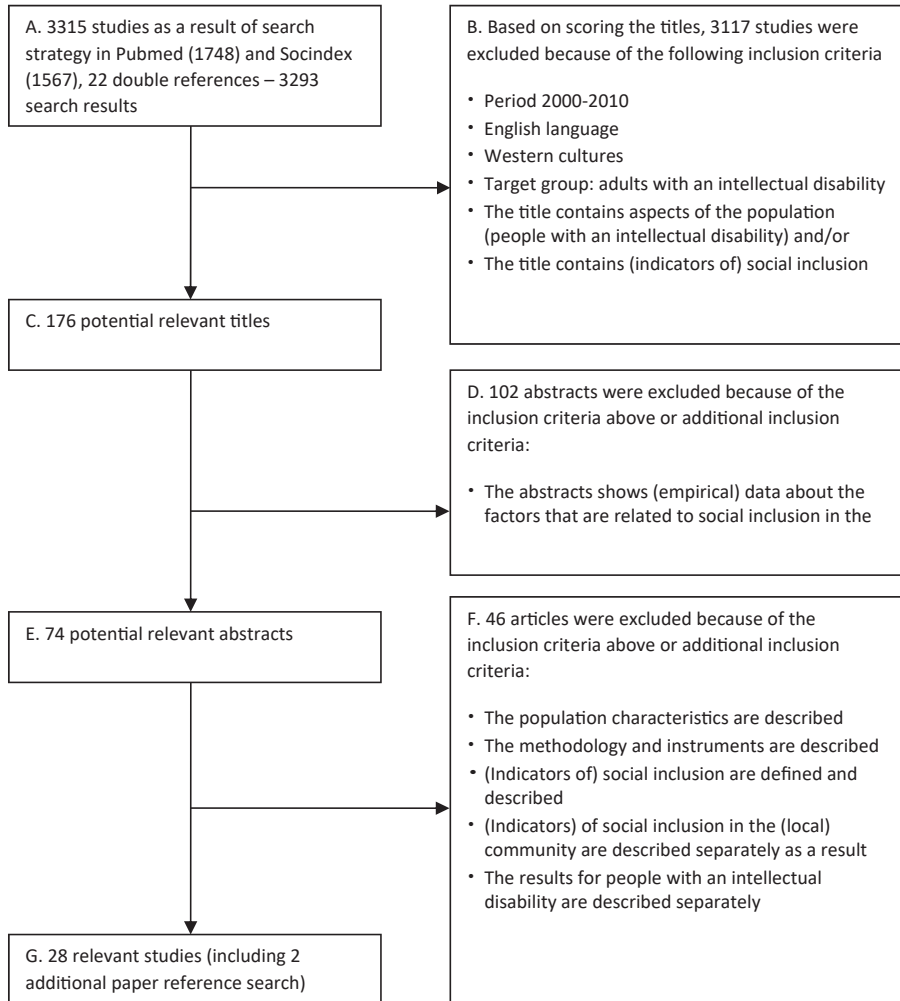 A. 3315 studies as a result of search
strategy in Pubmed (1748) and Socindex
(1567), 22 double references – 3293
search results
B. Based on scoring the titles, 3117 studies were
excluded because of the following inclusion criteria
• Period 2000-2010
• English language
• Western cultures
• Target group: adults with an intellectual disability
• The title contains aspects of the population
(people with an intellectual disability) and/or
• The title contains (indicators of) social inclusion
C. 176 potential relevant titles
D. 102 abstracts were excluded because of the
inclusion criteria above or additional inclusion
criteria:
• The abstracts shows (empirical) data about the
factors that are related to social inclusion in the
E. 74 potential relevant abstracts
F. 46 articles were excluded because of the
inclusion criteria above or additional inclusion
criteria:
• The population characteristics are described
• The methodology and instruments are described
• (Indicators of) social inclusion are defined and
described
• (Indicators) of social inclusion in the (local)
community are described separately as a result
• The results for people with an intellectual
disability are described separately
G. 28 relevant studies (including 2
additional paper reference search)